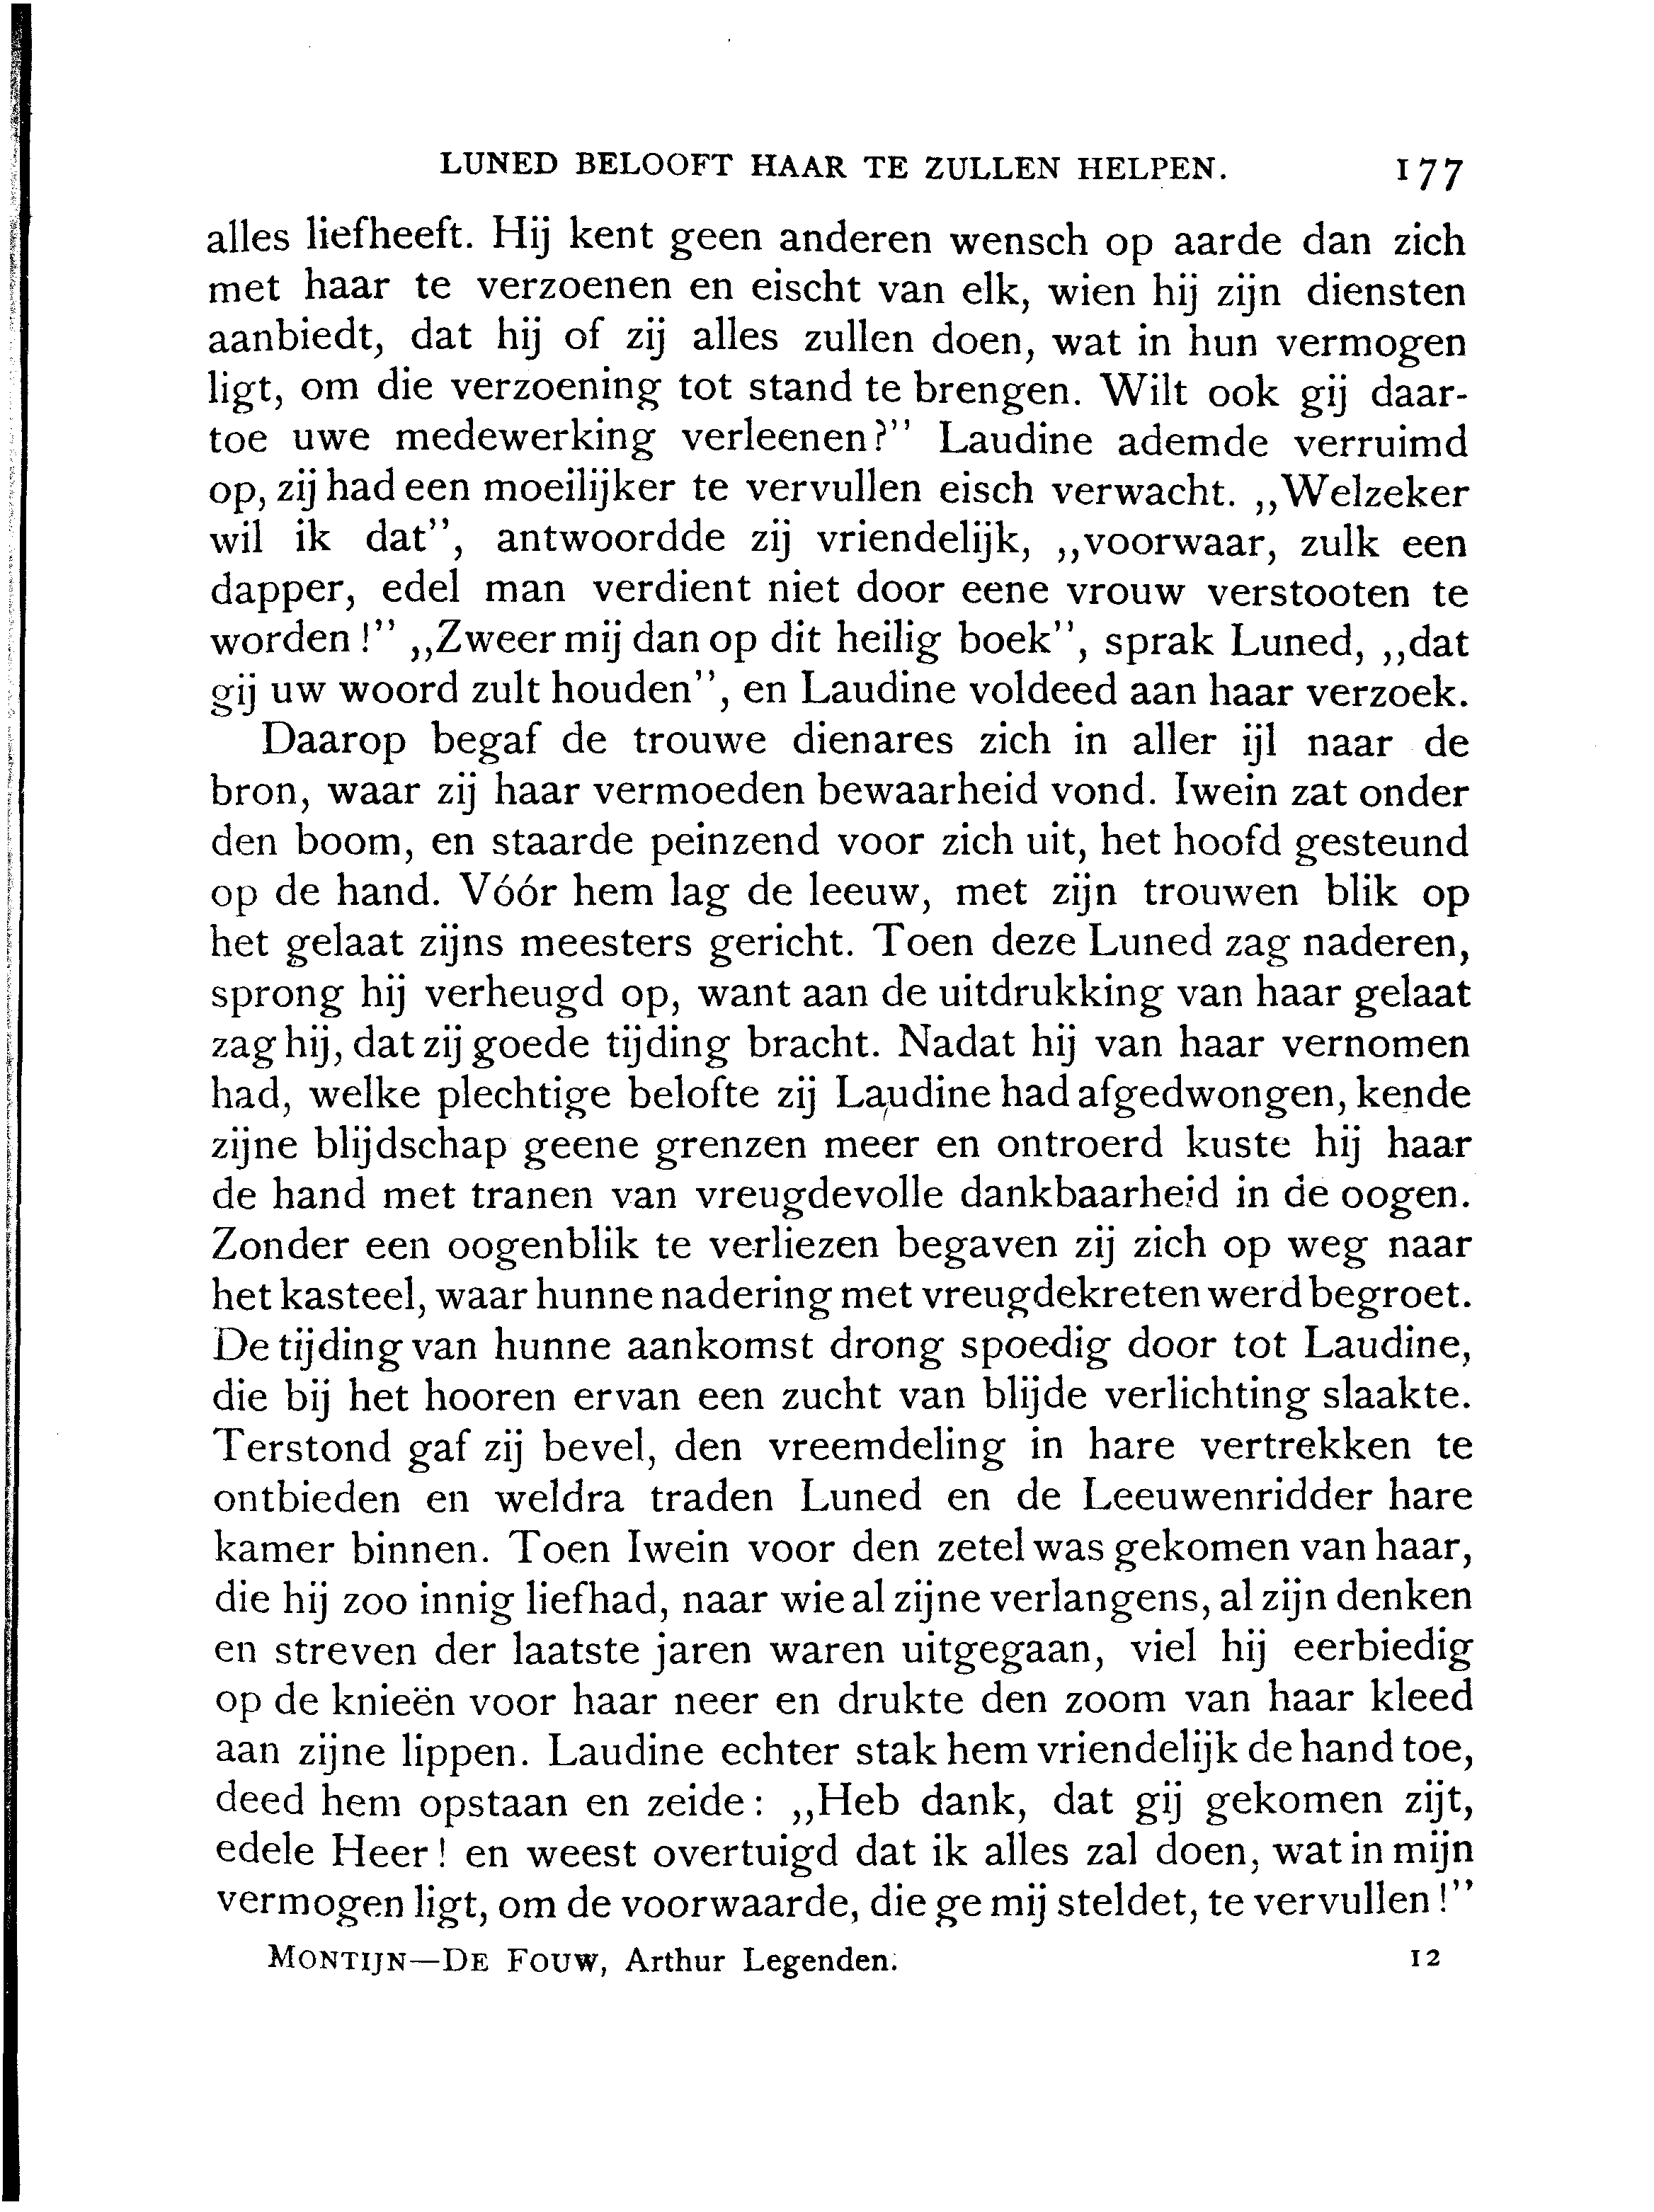 LUNED BELOOFT HAAR TE ZULLEN HELPEN. 177
alles liefheeft. Hij kent geen anderen wensch op aarde dan zich
met haar te verzoenen en eischt van elk, wien hij zijn diensten
aanbiedt, dat hij of zij alles zullen doen, wat in hun vermogen
ligt, om die verzoening tot stand te brengen. Wilt ook gij daar-
toe uwe medewerking verleenen?” Laudine ademde verruimd
op, zij had een moeilijker te vervullen eisch verwacht. ,,Welzeker
wil ik dat”, antwoordde zij vriendelijk, ,,voorwaar, zulk een
dapper, edel man verdient niet door eene vrouw verstooten te
worden!” ,,Zweer mij dan op dit heilig boek”, sprak Luned, ,,dat
gij uw woord zult houden”, en Laudine voldeed aan haar verzoek.
Daarop begaf de trouwe dienares zich in aller ijl naar de
bron, waar zij haar vermoeden bewaarheid vond. Iwein zat onder
den boom, en staarde peinzend voor zich uit, het hoofd gesteund
op de hand. Vóór hem lag de leeuw, met zijn trouwen blik op
het gelaat zijns meesters gericht. Toen deze Luned zag naderen,
sprong hij verheugd op, want aan de uitdrukking van haar gelaat
zag hij, dat zij goede tijding bracht. Nadat hij van haar vernomen
had, welke plechtige belofte zij Laudine had afgedwongen, kende
zijne blijdschap geene grenzen meer en ontroerd kuste hij haar
de hand met tranen van vreugdevolle dankbaarheid in de oogen.
Zonder een oogenblik te verliezen begaven zij zich op weg naar
het kasteel, waar hunne nadering met vreugdekreten werd begroet.
De tijding van hunne aankomst drong spoedig door tot Laudine,
die bij het hooren ervan een zucht van blijde verlichting slaakte.
Terstond gaf zij bevel, den vreemdeling in hare vertrekken te
ontbieden en weldra traden Luned en de Leeuwenridder hare
kamer binnen. Toen Iwein voor den zetel was gekomen van haar,
die hij zoo innig liefhad, naar wie al zijne verlangens, al zijn denken
en streven der laatste jaren waren uitgegaan, viel hij eerbiedig
op de knieën voor haar neer en drukte den zoom van haar kleed
aan zijne lippen. Laudine echter stak hem vriendelijk de hand toe,
deed hem opstaan en zeide: ,,Heb dank, dat gij gekomen zijt,
edele Heer! en weest overtuigd dat ik alles zal doen, wat in mijn
vermogen ligt, om de voorwaarde, die ge mij steldet, te vervullen!”
MONTIJN—DE FOUW, Arthur Legenden. 12